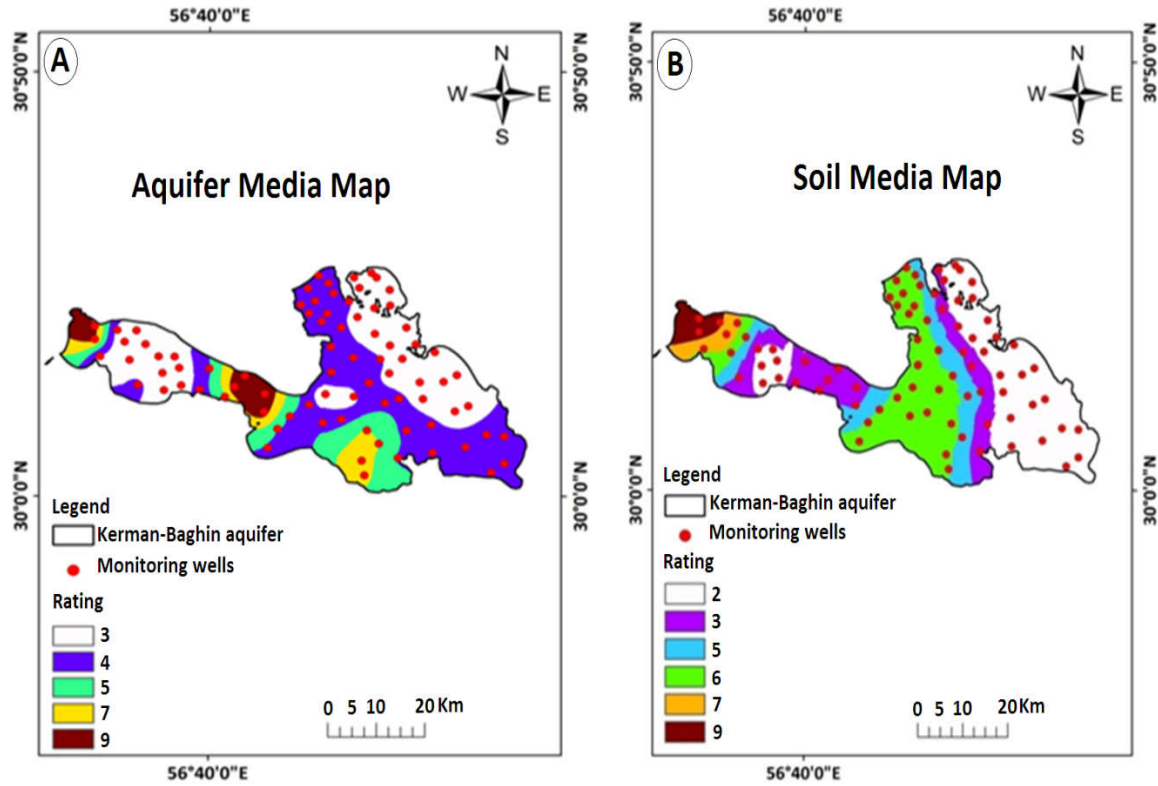 56°40'0"E
A
N
W E
S
30°50'0"N
30°50'0"N
Aquifer Media Map
30°0'0"N
30°0'0"N
Legend
Kerman-Baghin aquifer
Monitoring wells
Rating
3
4
5
7
9
0 5 10 20 Km
56°40'0"E
56°40'0"E
B
N
W E
S
30°50'0"N
30°50'0"N
Soil Media Map
30°0'0"N
30°0'0"N
Legend
Kerman-Baghin aquifer
Monitoring wells
Rating
2
3
5
6
7
9
0 5 10 20 Km
56°40'0"E